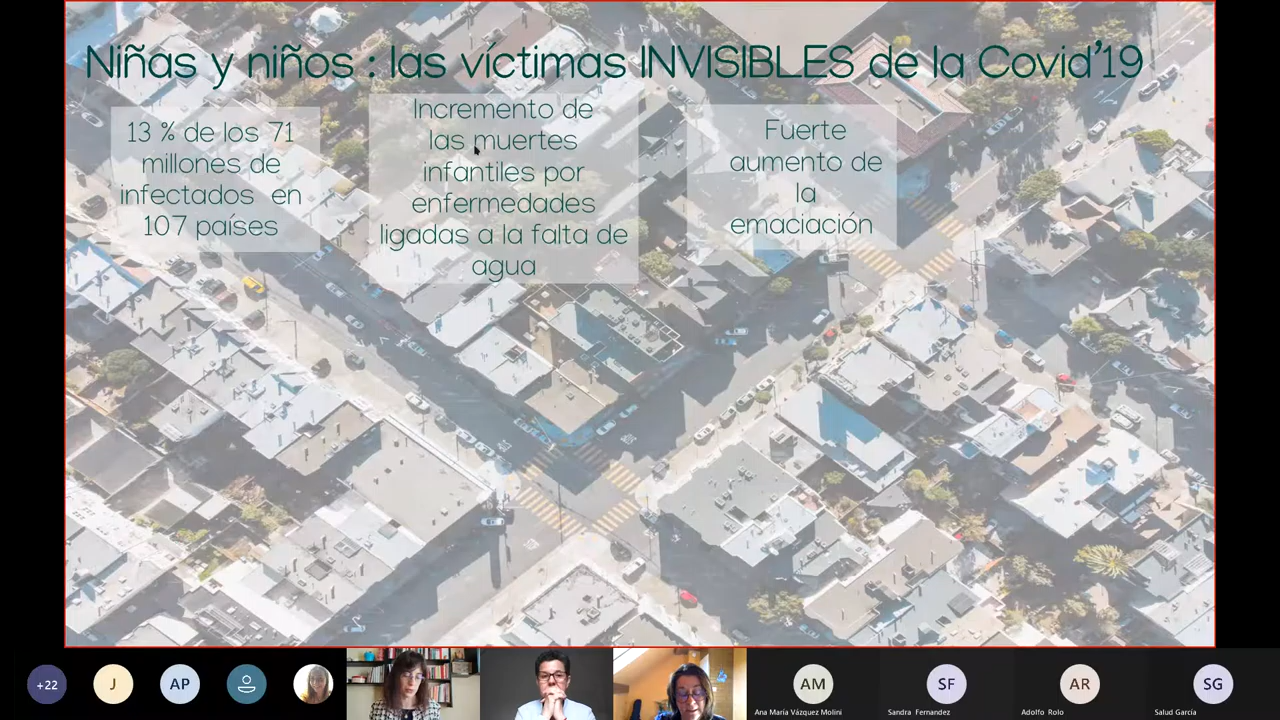 Niñas y niños : las víctimas INVISIBLES de la Covid'19
13 % de los 71
millones de
infectados en
107 países
Incremento de
las muertes
infantiles por
enfermedades
ligadas a la falta de
agua
Fuerte
aumento de
la
emaciación
+22
J
AP
AM
Ana María Vázquez Molini
SF
Sandra Fernandez
AR
Adolfo Rolo
SG
Salud García